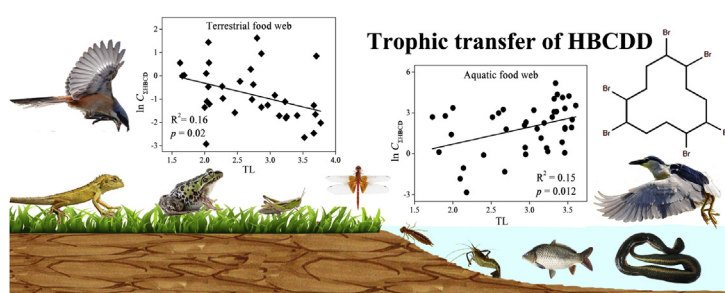 Terrestrial food web
2
1
0
-1
-2
-3
ln C ΣHBCD
R²= 0.16
p = 0.02
1.5 2.0 2.5 3.0 3.5 4.0
TL
Trophic transfer of HBCDD
Aquatic food web
6
3
0
-3
ln C ΣHBCD
R²= 0.15
p = 0.012
1.5 2.0 2.5 3.0 3.5
TL
Br
Br
Br
Br
Br
Br